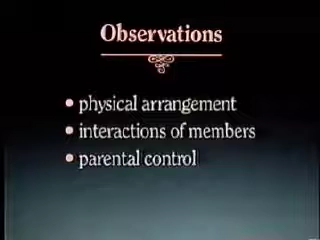 Observations
• physical arrangement
• interactions of members
• parental control